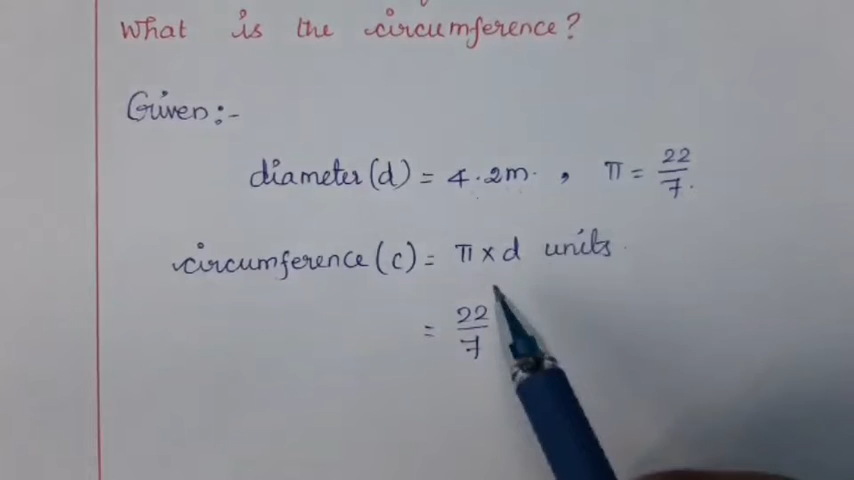 What is the circumference?
Given:-
diameter(d) = 4.2m. , π = 22/7.
circumference(c) = π × d units.
= 22/7